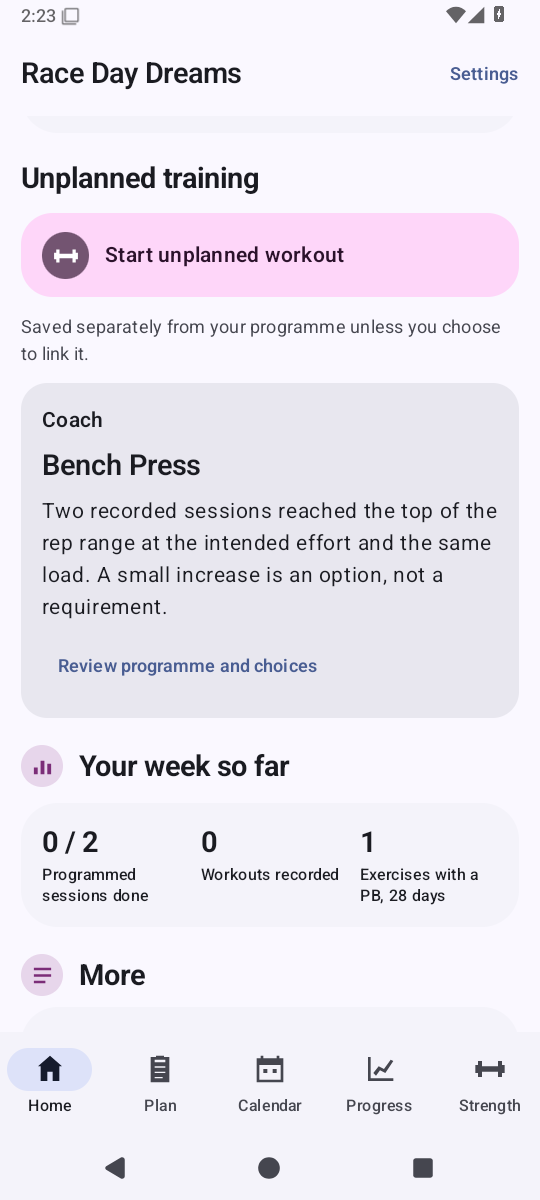 2:23
Race Day Dreams
Settings
Unplanned training
Start unplanned workout
Saved separately from your programme unless you choose
to link it.
Coach
Bench Press
Two recorded sessions reached the top of the
rep range at the intended effort and the same
load. A small increase is an option, not a
requirement.
Review programme and choices
Your week so far
0 / 2
Programmed
sessions done
0
Workouts recorded
1
Exercises with a
PB, 28 days
More
Home
Plan
Calendar
Progress
Strength